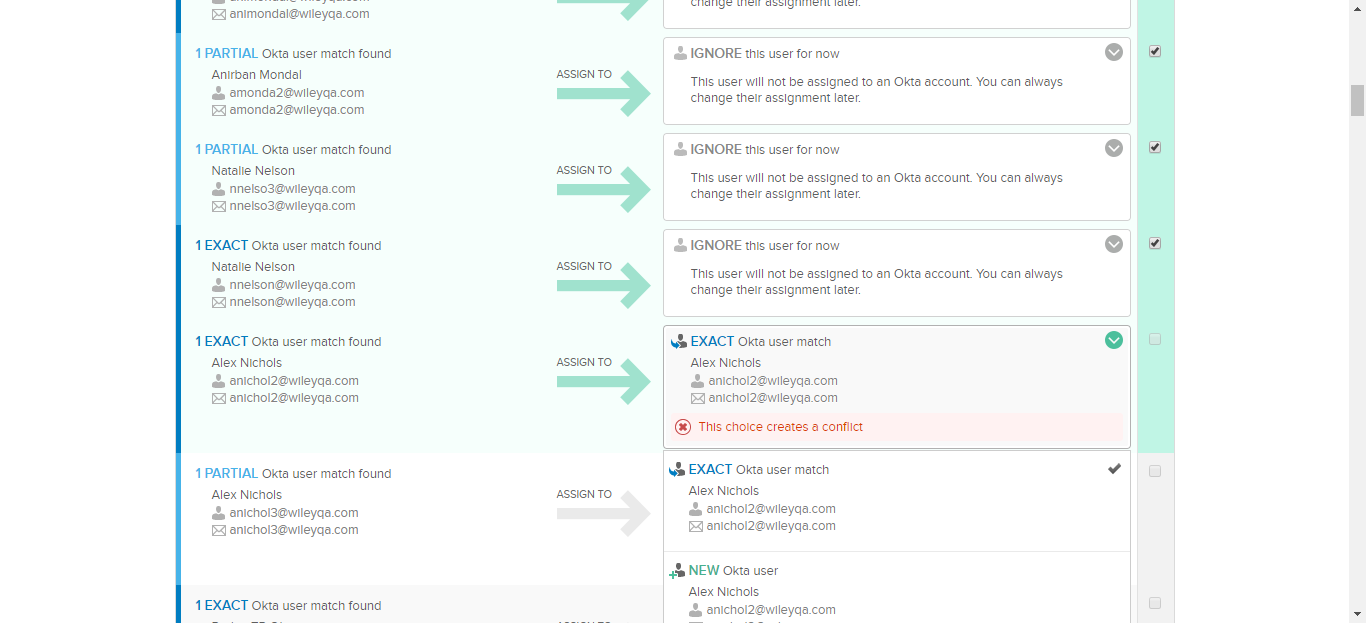 animondal@wileyqa.com
change their assignment later.
1 PARTIAL Okta user match found
Anirban Mondal
amonda2@wileyqa.com
amonda2@wileyqa.com
ASSIGN TO
IGNORE this user for now
This user will not be assigned to an Okta account. You can always
change their assignment later.
1 PARTIAL Okta user match found
Natalie Nelson
nnelso3@wileyqa.com
nnelso3@wileyqa.com
ASSIGN TO
IGNORE this user for now
This user will not be assigned to an Okta account. You can always
change their assignment later.
1 EXACT Okta user match found
Natalie Nelson
nnelson@wileyqa.com
nnelson@wileyqa.com
ASSIGN TO
IGNORE this user for now
This user will not be assigned to an Okta account. You can always
change their assignment later.
1 EXACT Okta user match found
Alex Nichols
anichol2@wileyqa.com
anichol2@wileyqa.com
ASSIGN TO
EXACT Okta user match
Alex Nichols
anichol2@wileyqa.com
anichol2@wileyqa.com
This choice creates a conflict
1 PARTIAL Okta user match found
Alex Nichols
anichol3@wileyqa.com
anichol3@wileyqa.com
ASSIGN TO
EXACT Okta user match
Alex Nichols
anichol2@wileyqa.com
anichol2@wileyqa.com
NEW Okta user
Alex Nichols
anichol2@wileyqa.com
1 EXACT Okta user match found